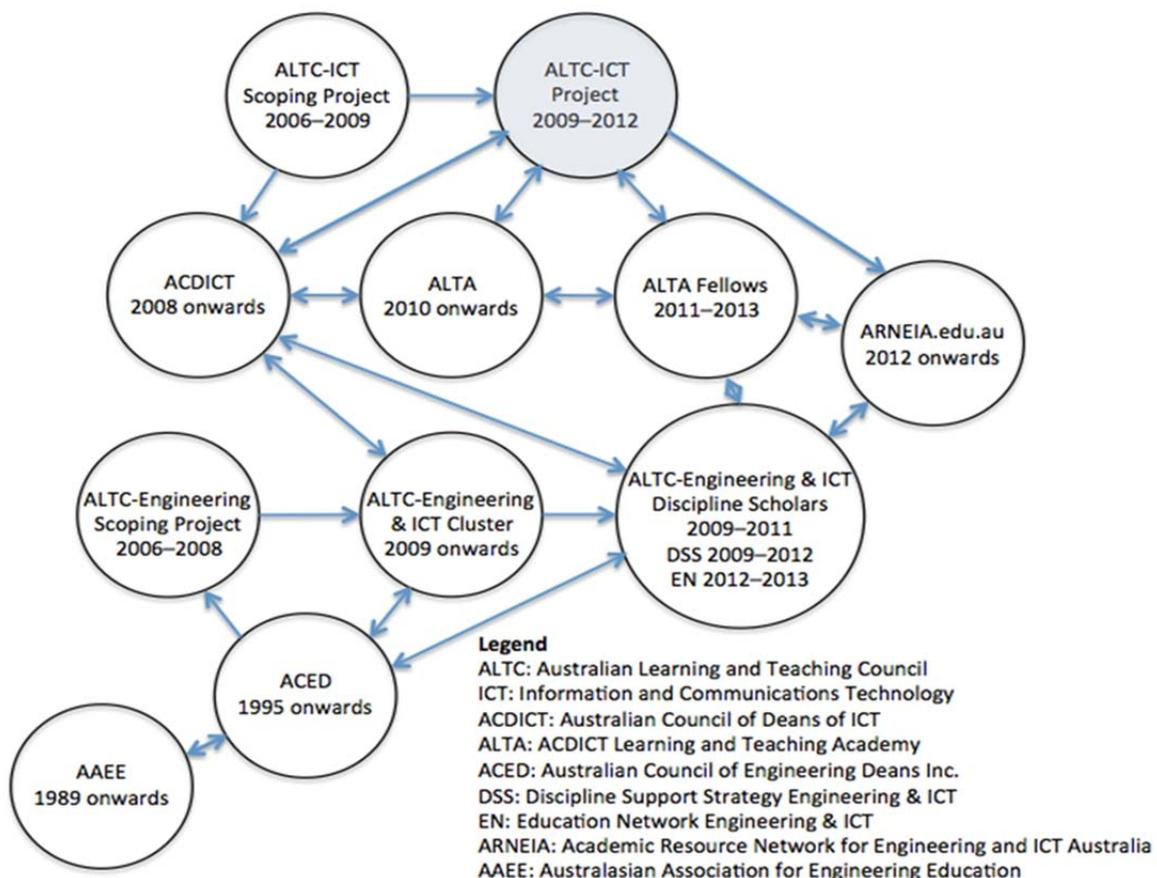 ALTC-ICT
Scoping Project
2006–2009
ALTC-ICT
Project
2009–2012
ACDICT
2008 onwards
ALTA
2010 onwards
ALTA Fellows
2011–2013
ARNEIA.edu.au
2012 onwards
ALTC-Engineering
Scoping Project
2006–2008
ALTC-Engineering
& ICT Cluster
2009 onwards
ALTC-Engineering & ICT
Discipline Scholars
2009–2011
DSS 2009–2012
EN 2012–2013
ACED
1995 onwards
AAEE
1989 onwards
Legend
ALTC: Australian Learning and Teaching Council
ICT: Information and Communications Technology
ACDICT: Australian Council of Deans of ICT
ALTA: ACDICT Learning and Teaching Academy
ACED: Australian Council of Engineering Deans Inc.
DSS: Discipline Support Strategy Engineering & ICT
EN: Education Network Engineering & ICT
ARNEIA: Academic Resource Network for Engineering and ICT Australia
AAEE: Australasian Association for Engineering Education